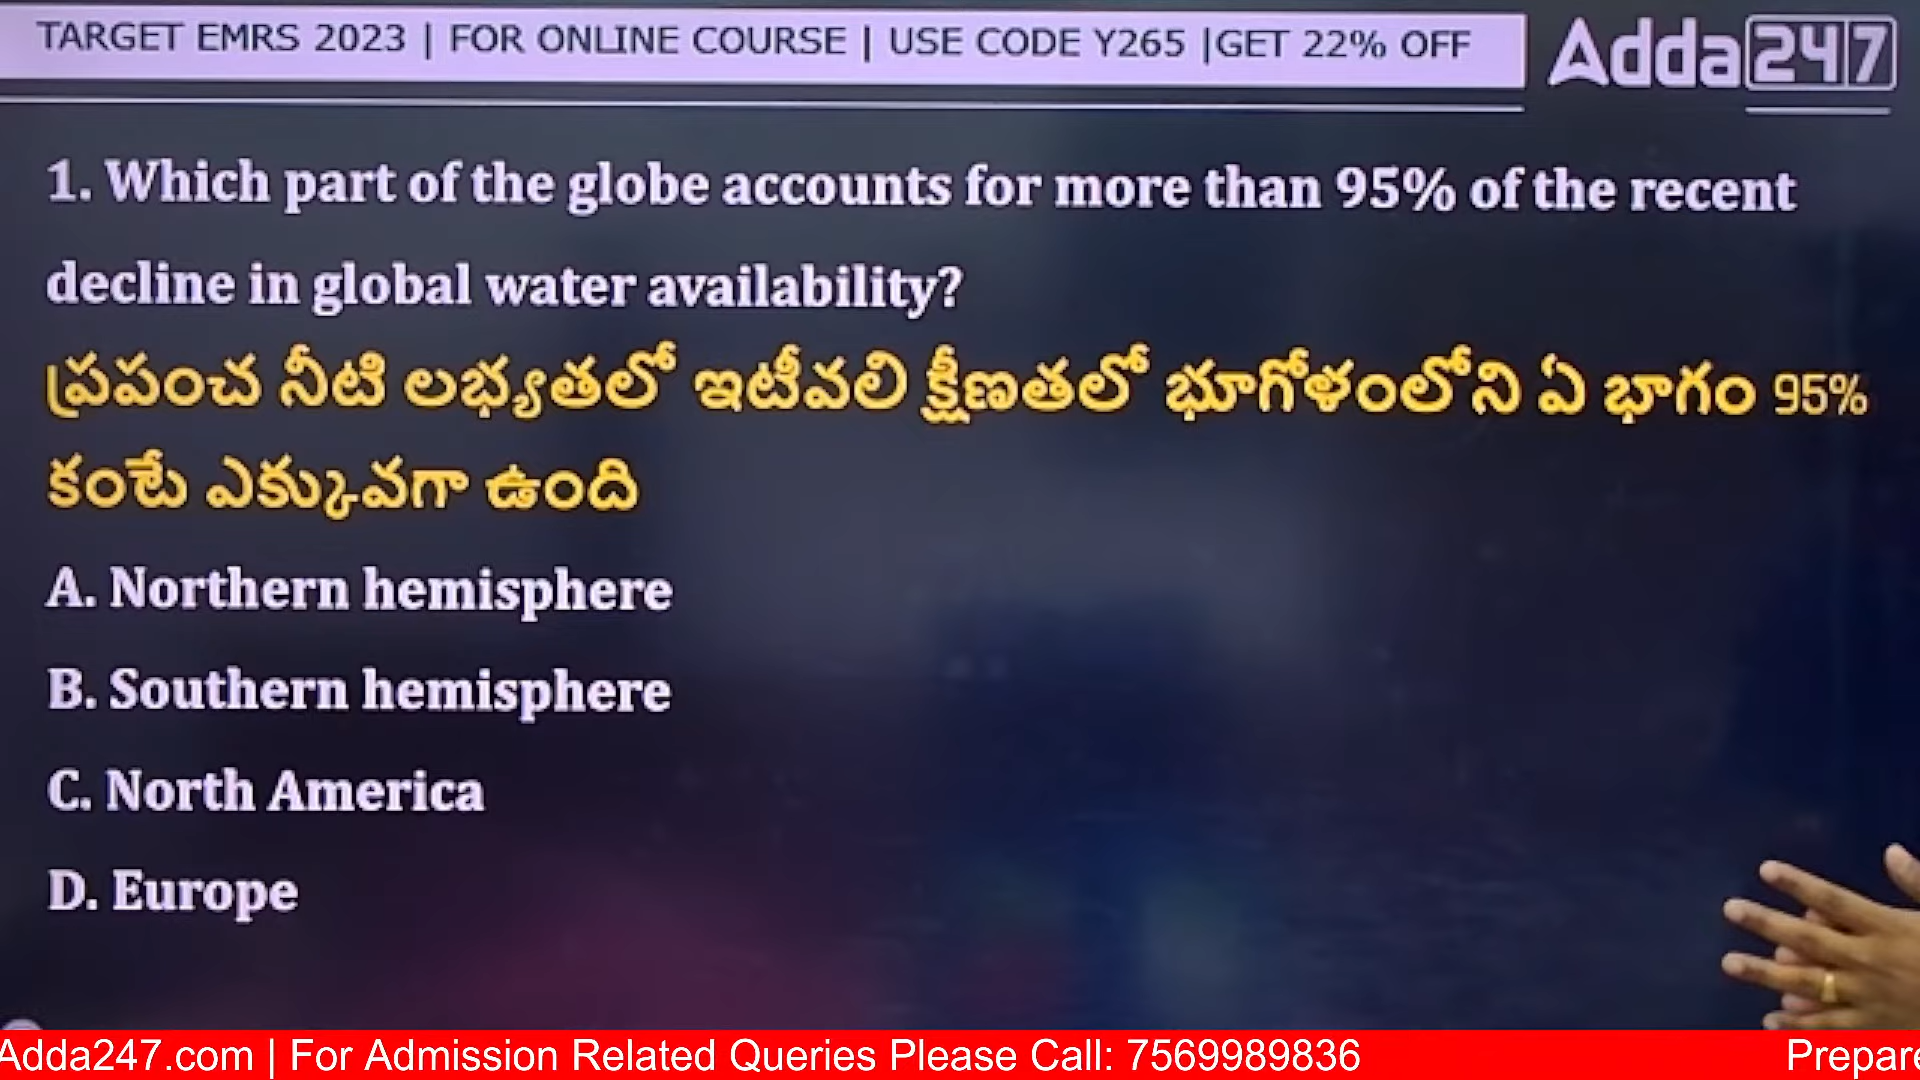 TARGET EMRS 2023 | FOR ONLINE COURSE | USE CODE Y265 |GET 22% OFF
Adda247
1. Which part of the globe accounts for more than 95% of the recent
decline in global water availability?
ప్రపంచ నీటి లభ్యతలో ఇటీవలి క్షీణతలో భూగోళంలోని ఏ భాగం 95%
కంటే ఎక్కువగా ఉంది
A. Northern hemisphere
B. Southern hemisphere
C. North America
D. Europe
Adda247.com | For Admission Related Queries Please Call: 7569989836 Prepare